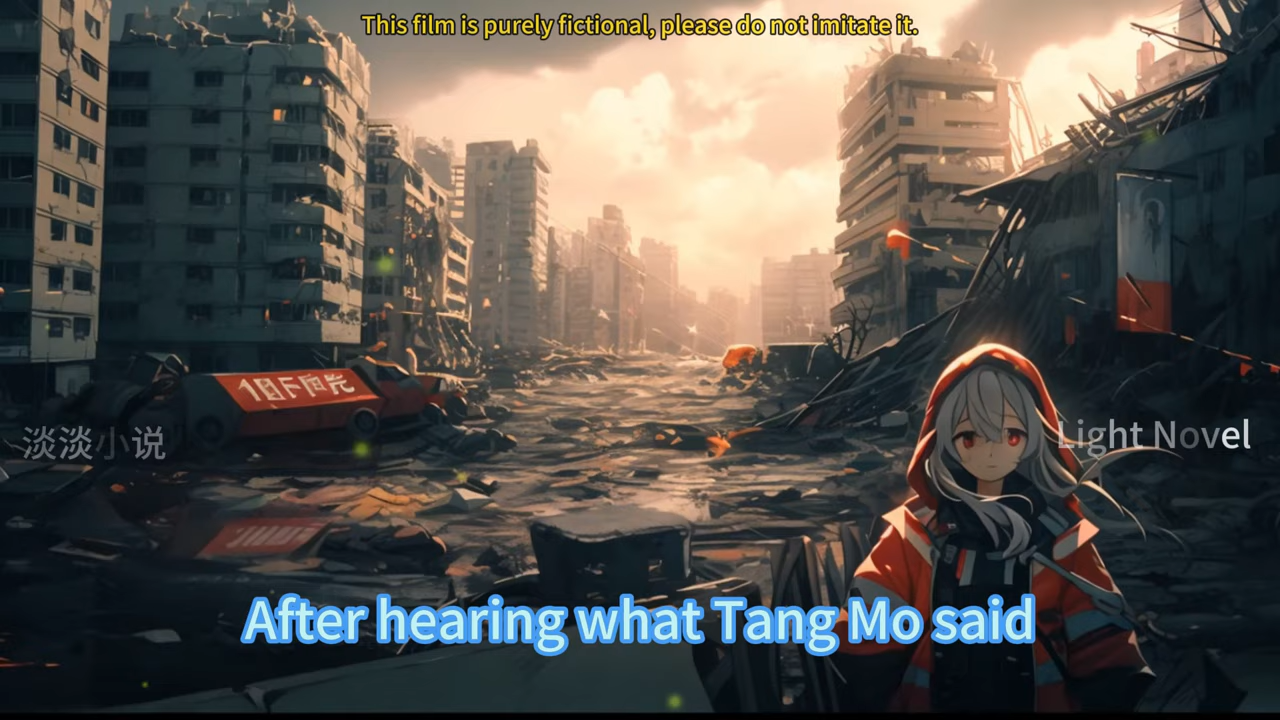 This film is purely fictional, please do not imitate it.
淡淡小说
Light Novel
After hearing what Tang Mo said